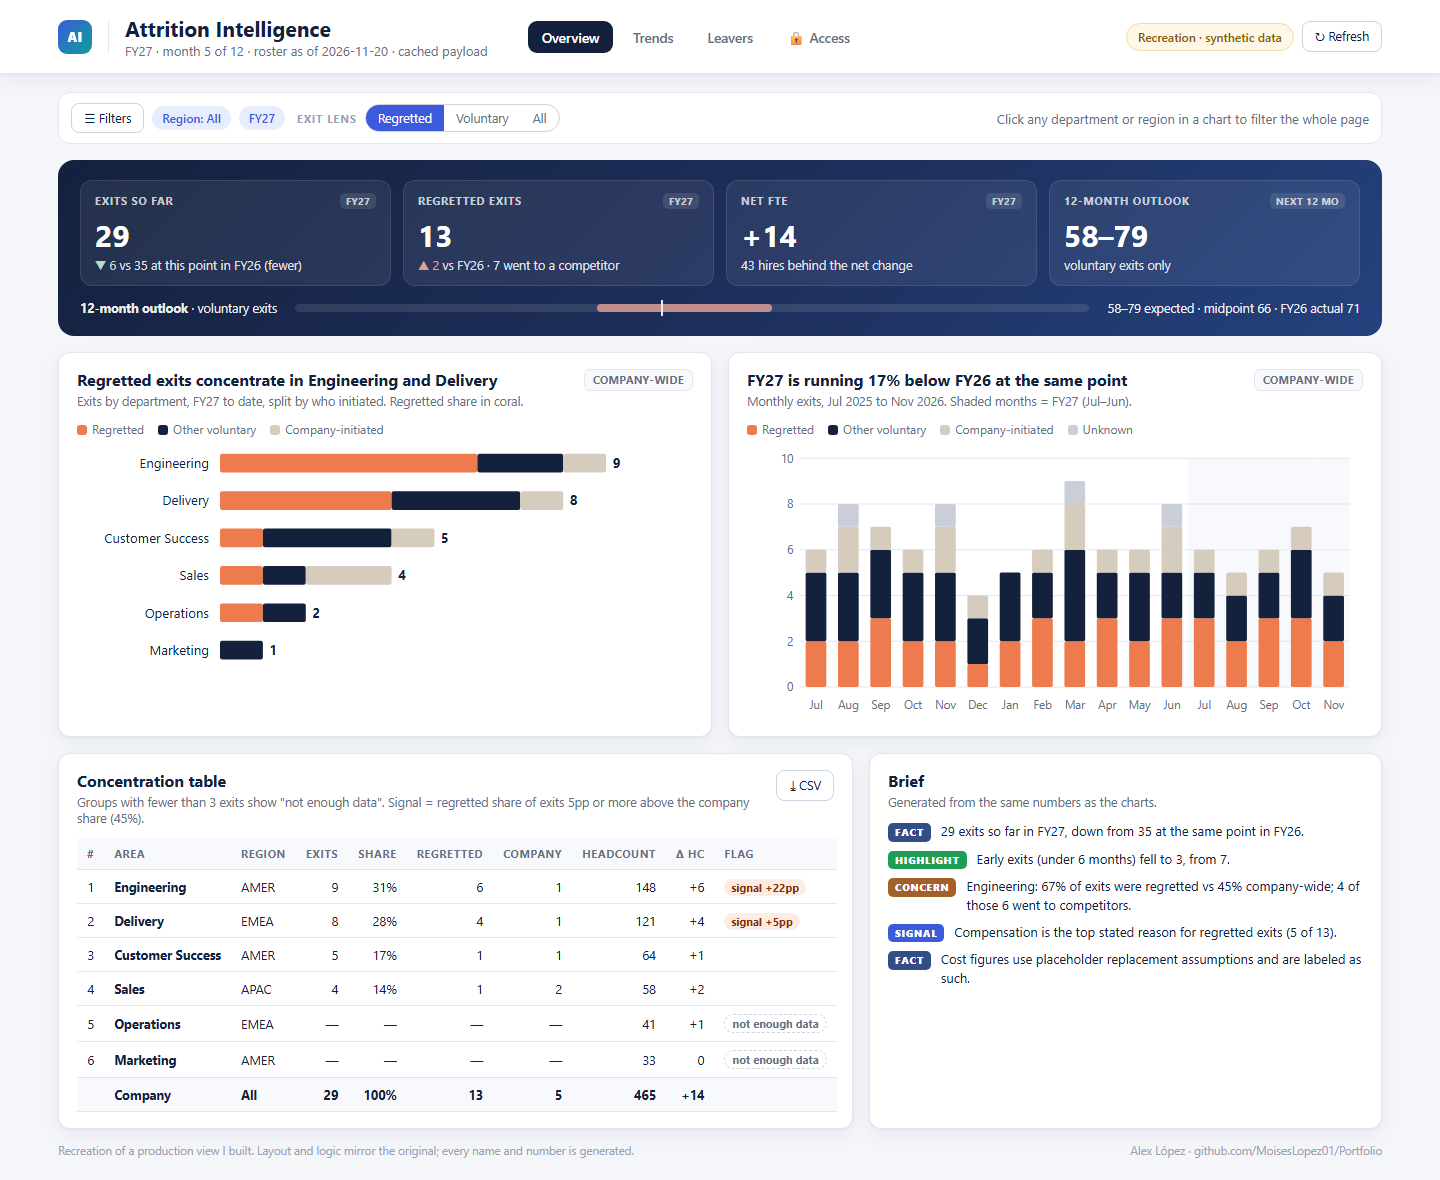 AI
Attrition Intelligence
FY27 · month 5 of 12 · roster as of 2026-11-20 · cached payload
Overview
Trends
Leavers
🔒 Access
Recreation · synthetic data
↻ Refresh
☰ Filters
Region: All
FY27
EXIT LENS
Regretted
Voluntary
All
Click any department or region in a chart to filter the whole page
EXITS SO FAR
FY27
29
▼ 6 vs 35 at this point in FY26 (fewer)
REGRETTED EXITS
FY27
13
▲ 2 vs FY26 · 7 went to a competitor
NET FTE
FY27
+14
43 hires behind the net change
12-MONTH OUTLOOK
NEXT 12 MO
58–79
voluntary exits only
12-month outlook · voluntary exits
58–79 expected · midpoint 66 · FY26 actual 71
Regretted exits concentrate in Engineering and Delivery
COMPANY-WIDE
Exits by department, FY27 to date, split by who initiated. Regretted share in coral.
Regretted
Other voluntary
Company-initiated
Engineering 9
Delivery 8
Customer Success 5
Sales 4
Operations 2
Marketing 1
FY27 is running 17% below FY26 at the same point
COMPANY-WIDE
Monthly exits, Jul 2025 to Nov 2026. Shaded months = FY27 (Jul–Jun).
Regretted
Other voluntary
Company-initiated
Unknown
10
8
6
4
2
0
Jul Aug Sep Oct Nov Dec Jan Feb Mar Apr May Jun Jul Aug Sep Oct Nov
Concentration table
Groups with fewer than 3 exits show "not enough data". Signal = regretted share of exits 5pp or more above the company
share (45%).
⤓ CSV
# AREA REGION EXITS SHARE REGRETTED COMPANY HEADCOUNT Δ HC FLAG
1 Engineering AMER 9 31% 6 1 148 +6 signal +22pp
2 Delivery EMEA 8 28% 4 1 121 +4 signal +5pp
3 Customer Success AMER 5 17% 1 1 64 +1
4 Sales APAC 4 14% 1 2 58 +2
5 Operations EMEA — — — — 41 +1 not enough data
6 Marketing AMER — — — — 33 0 not enough data
Company All 29 100% 13 5 465 +14
Brief
Generated from the same numbers as the charts.
FACT 29 exits so far in FY27, down from 35 at the same point in FY26.
HIGHLIGHT Early exits (under 6 months) fell to 3, from 7.
CONCERN Engineering: 67% of exits were regretted vs 45% company-wide; 4 of
those 6 went to competitors.
SIGNAL Compensation is the top stated reason for regretted exits (5 of 13).
FACT Cost figures use placeholder replacement assumptions and are labeled as
such.
Recreation of a production view I built. Layout and logic mirror the original; every name and number is generated.
Alex López · github.com/MoisesLopez01/Portfolio